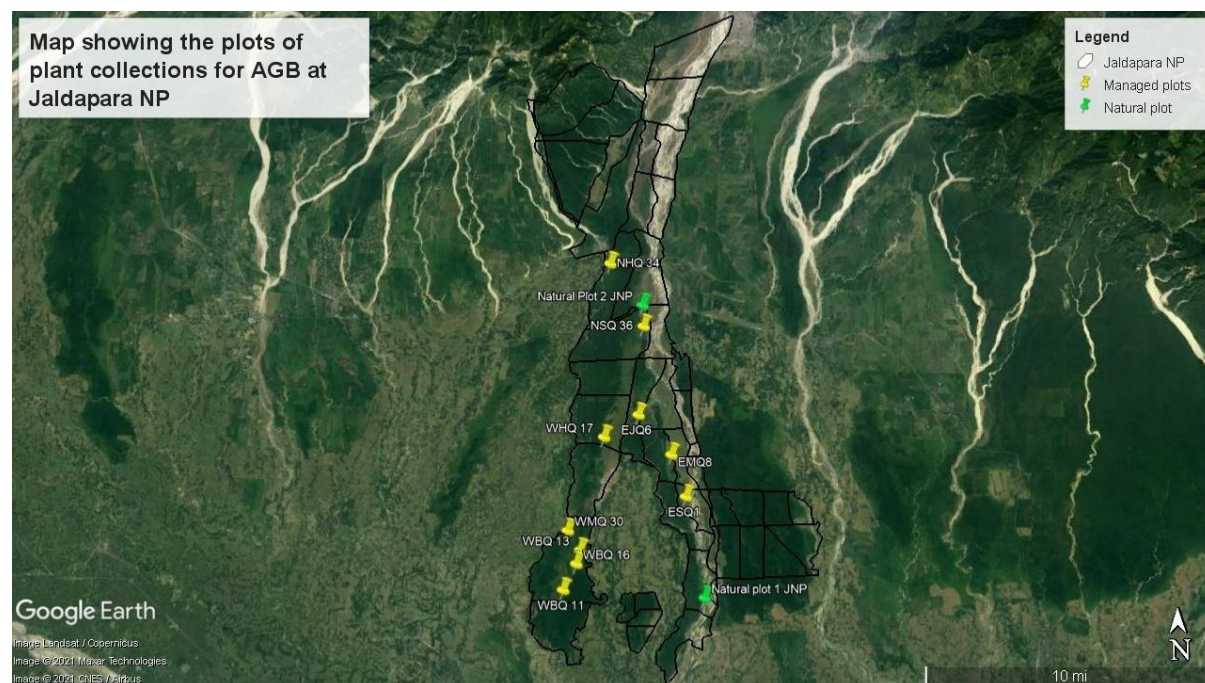 Map showing the plots of
plant collections for AGB at
Jaldapara NP
Legend
Jaldapara NP
Managed plots
Natural plot
NHQ 34
Natural Plot 2 JNP
NSQ 36
WHQ 17
EJQ6
EMQ8
ESQ1
WMQ 30
WBQ 13
WBQ 16
WBQ 11
Natural plot 1 JNP
Google Earth
Image Landsat / Copernicus
Image © 2021 Maxar Technologies
Image © 2021 CNES / Airbus
10 mi
N